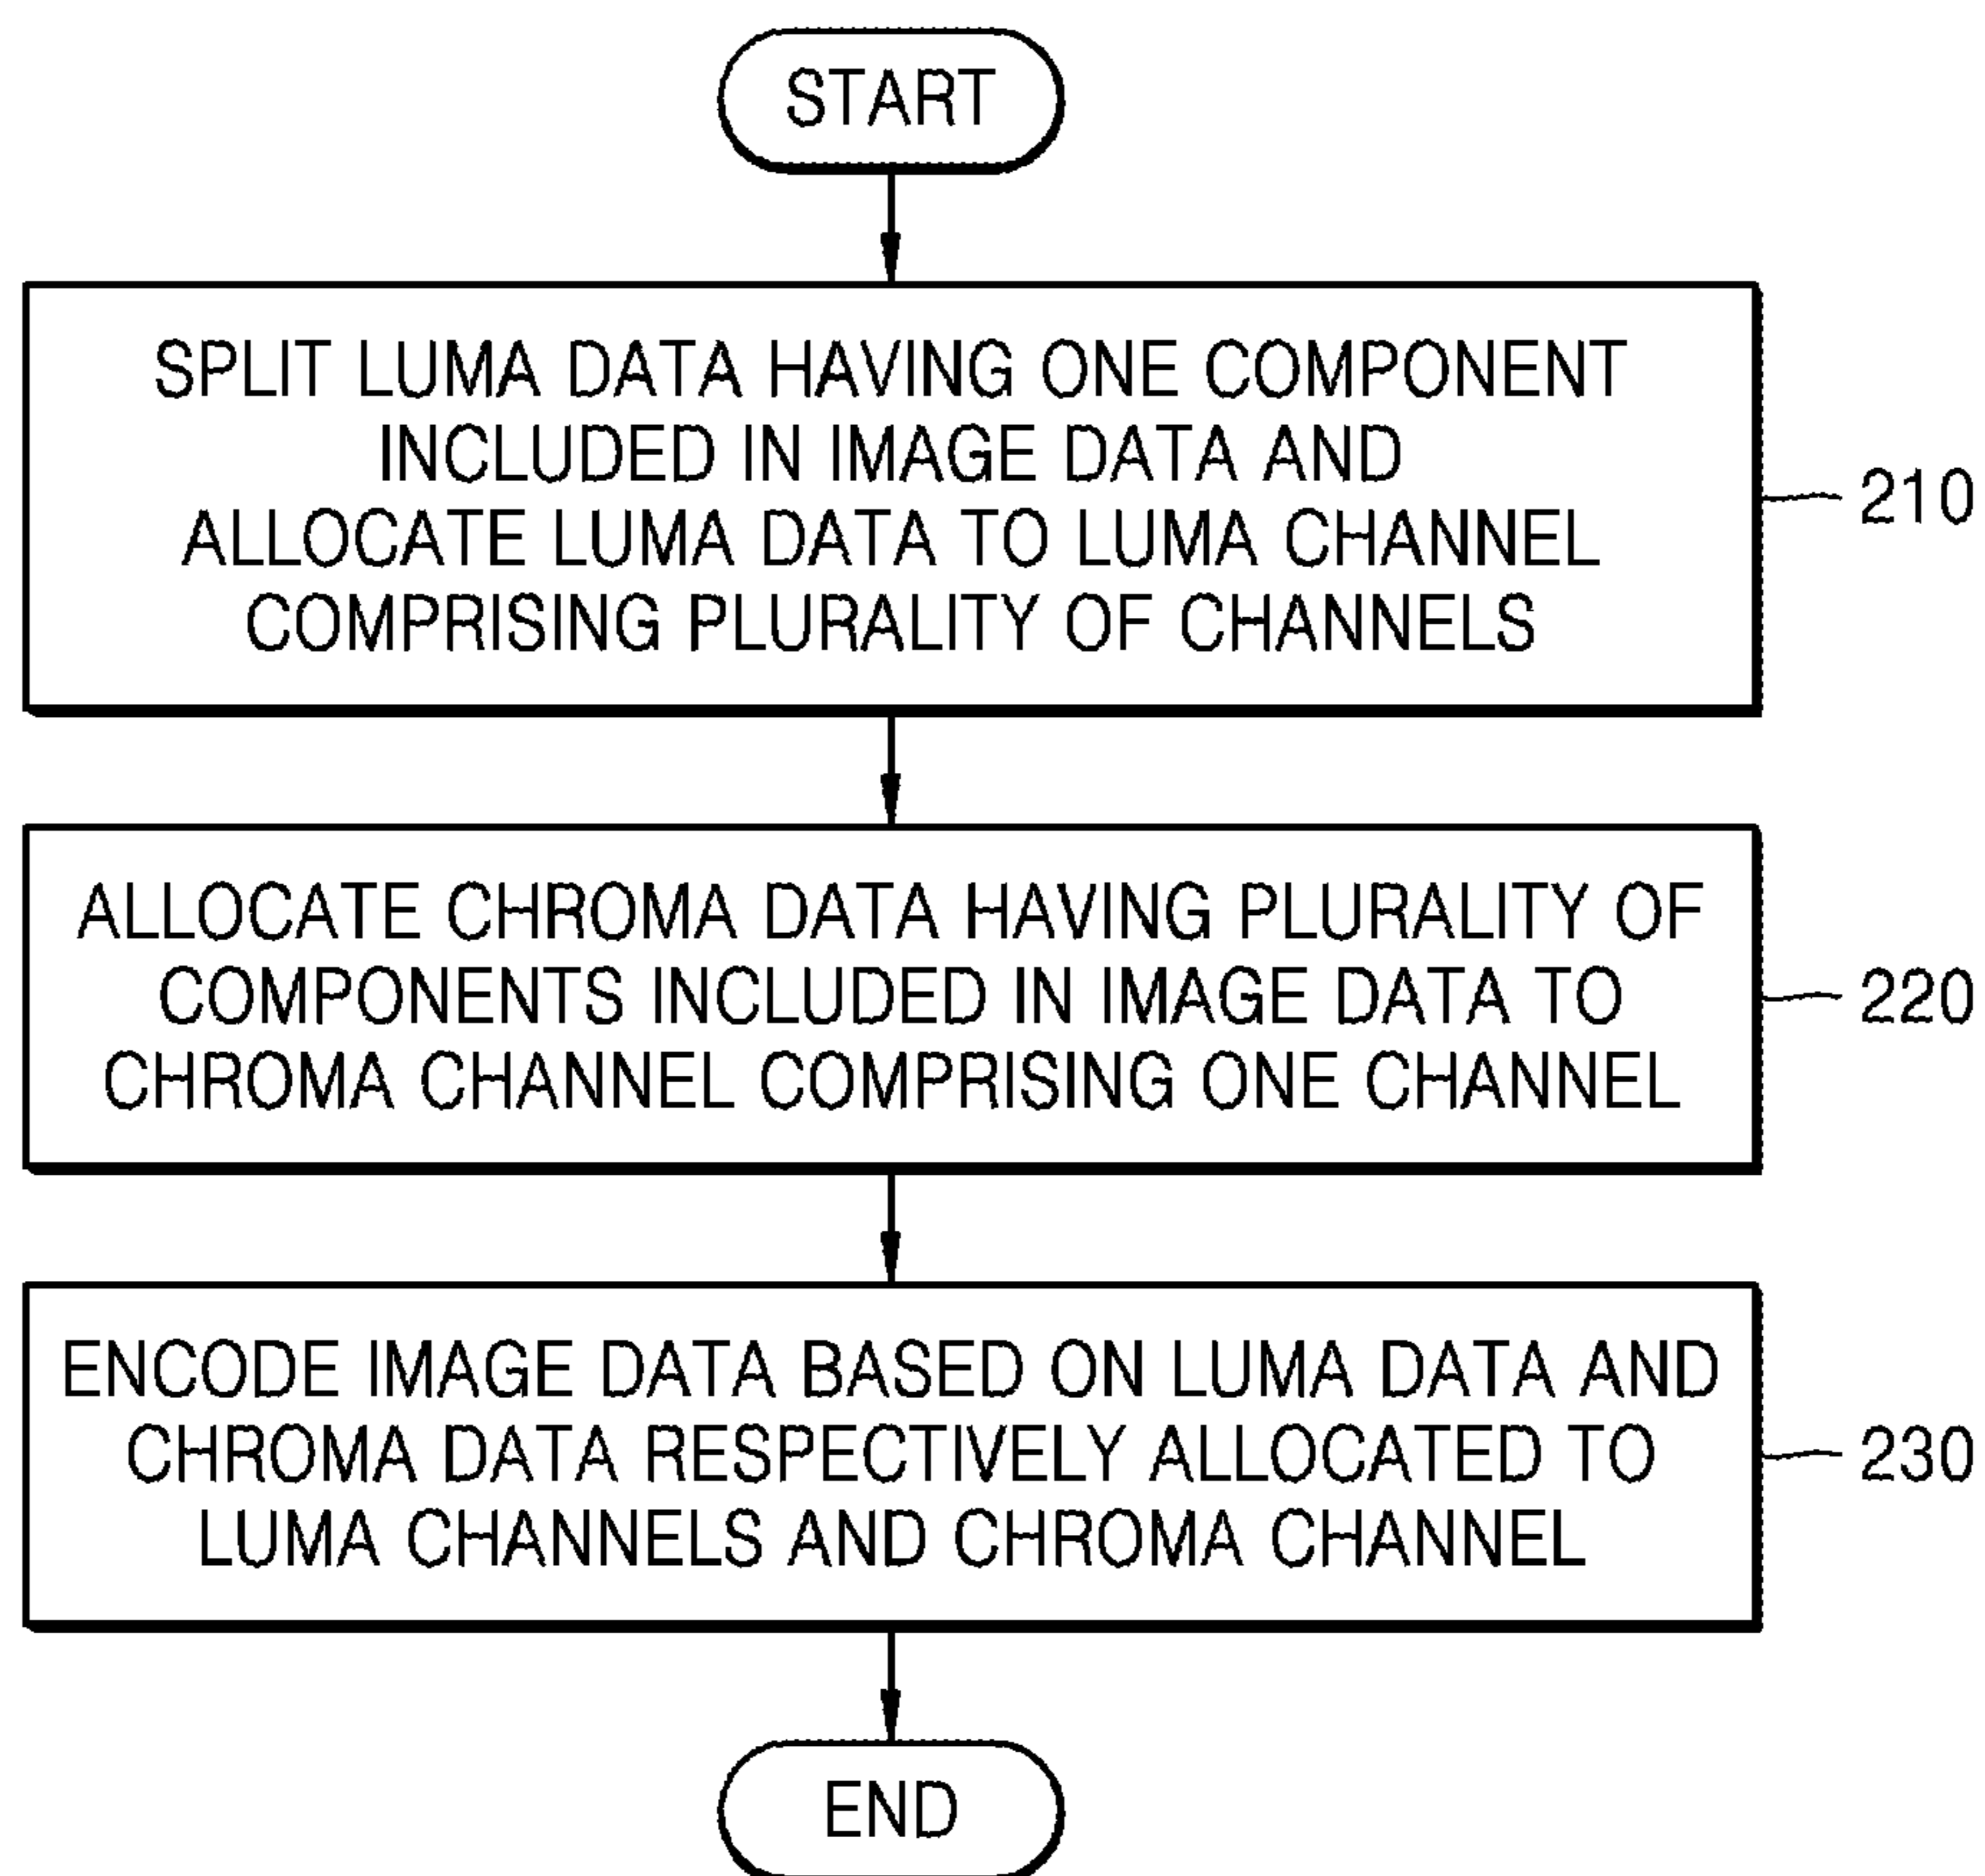 START
SPLIT LUMA DATA HAVING ONE COMPONENT
INCLUDED IN IMAGE DATA AND
ALLOCATE LUMA DATA TO LUMA CHANNEL
COMPRISING PLURALITY OF CHANNELS
210
ALLOCATE CHROMA DATA HAVING PLURALITY OF
COMPONENTS INCLUDED IN IMAGE DATA TO
CHROMA CHANNEL COMPRISING ONE CHANNEL
220
ENCODE IMAGE DATA BASED ON LUMA DATA AND
CHROMA DATA RESPECTIVELY ALLOCATED TO
LUMA CHANNELS AND CHROMA CHANNEL
230
END